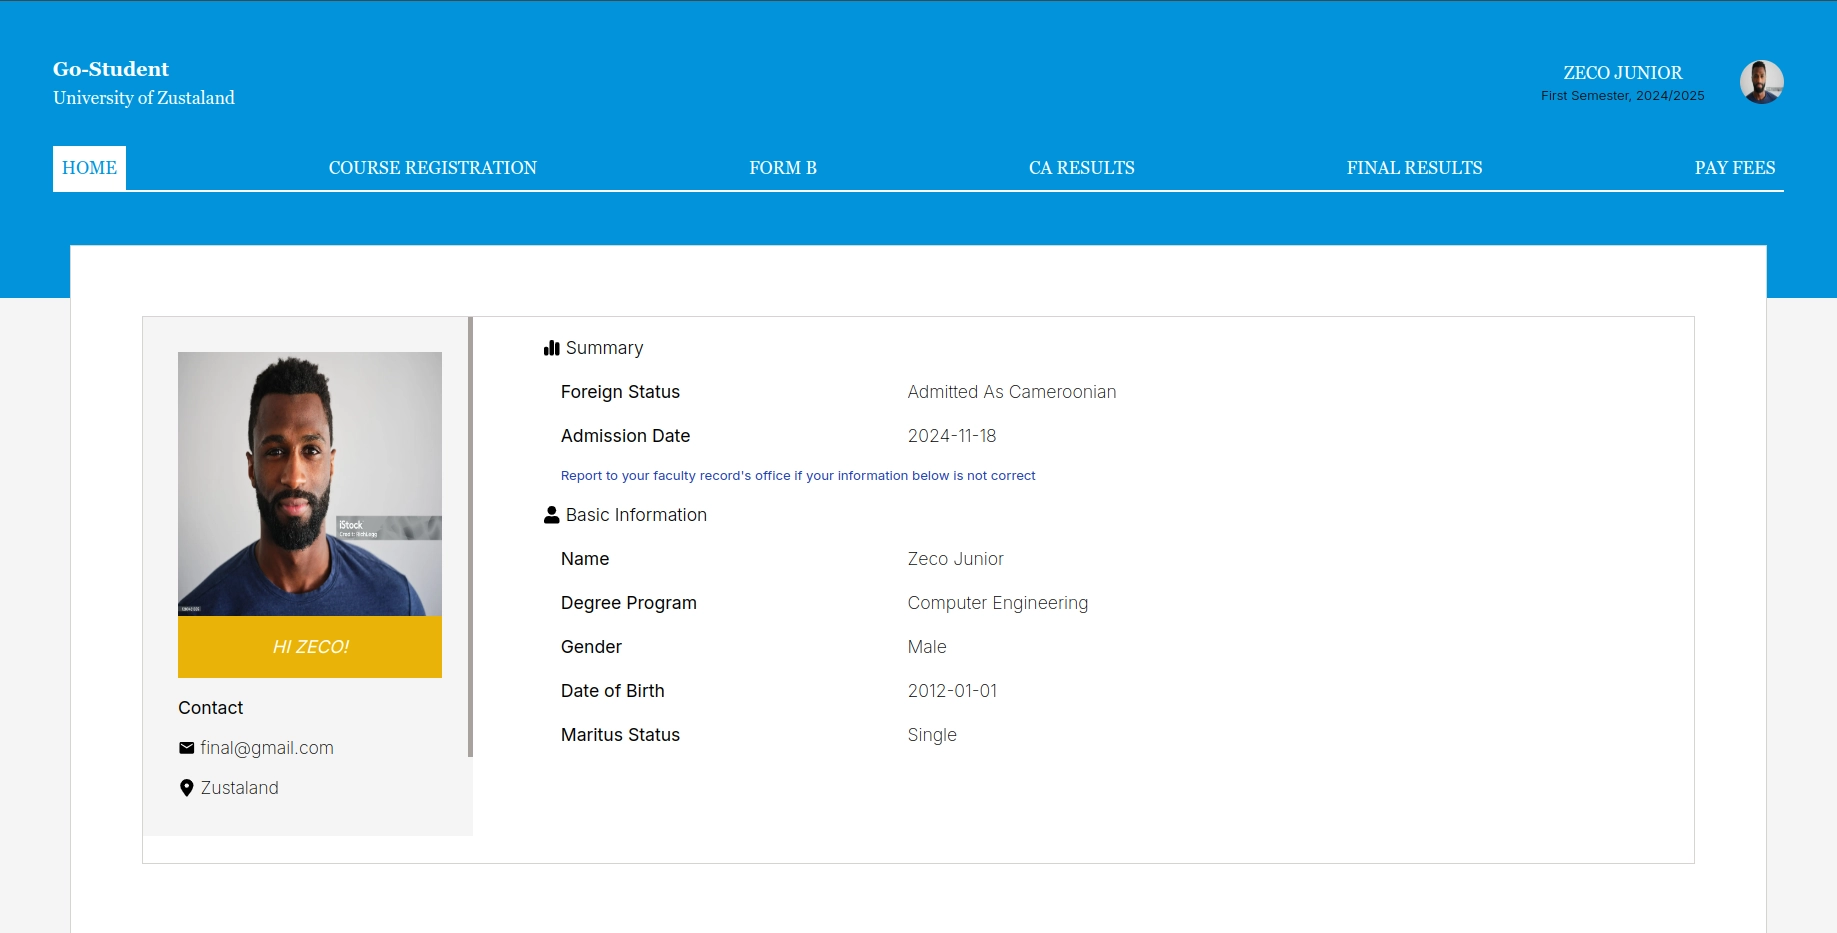 Go-Student
University of Zustaland
ZECO JUNIOR
First Semester, 2024/2025
HOME COURSE REGISTRATION FORM B CA RESULTS FINAL RESULTS PAY FEES
iStock
HI ZECO!
Contact
final@gmail.com
Zustaland
Summary
Foreign Status Admitted As Cameroonian
Admission Date 2024-11-18
Report to your faculty record's office if your information below is not correct
Basic Information
Name Zeco Junior
Degree Program Computer Engineering
Gender Male
Date of Birth 2012-01-01
Maritus Status Single